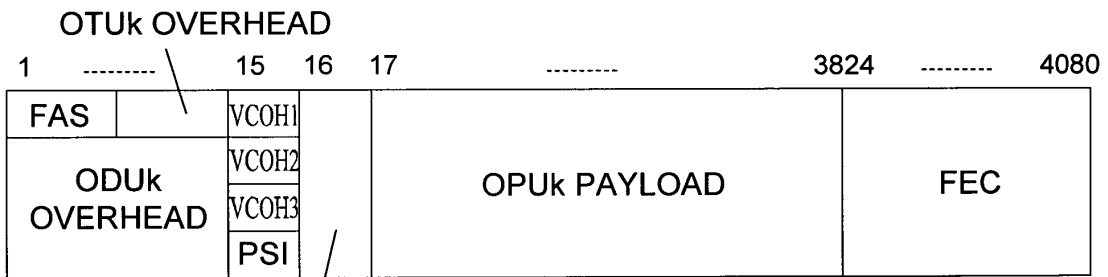 OTUk OVERHEAD
1 --------- 15 16 17 --------- 3824 --------- 4080
FAS VCOH1
VCOH2
ODUk OVERHEAD OPUk PAYLOAD FEC
VCOH3
PSI